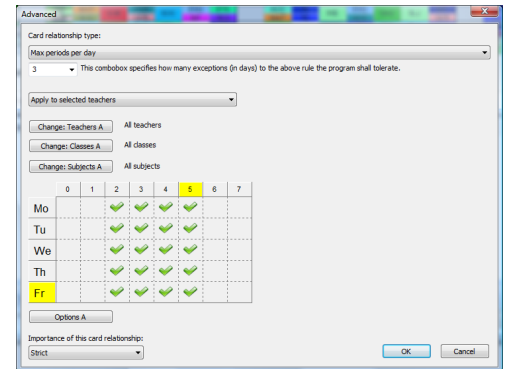 Advanced
Card relationship type:
Max periods per day
3 This combobox specifies how many exceptions (in days) to the above rule the program shall tolerate.
Apply to selected teachers
Change: Teachers A All teachers
Change: Classes A All classes
Change: Subjects A All subjects
0 1 2 3 4 5 6 7
Mo
Tu
We
Th
Fr
Options A
Importance of this card relationship:
Strict
OK Cancel